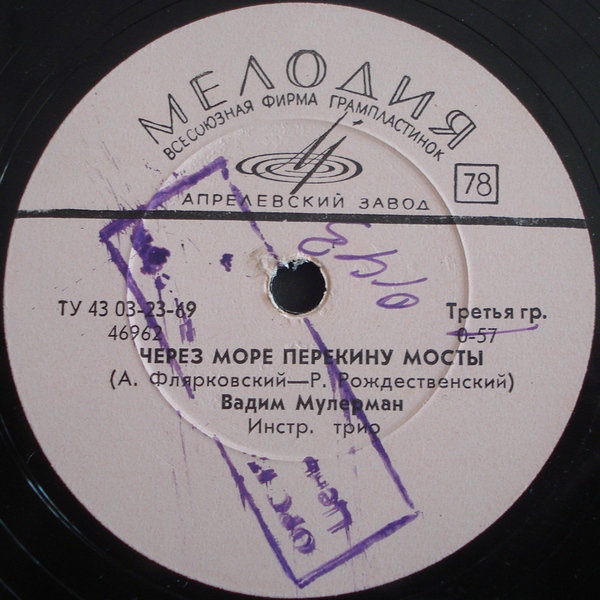 МЕЛОДИЯ
ВСЕСОЮЗНАЯ ФИРМА ГРАМПЛАСТИНОК
78
АПРЕЛЕВСКИЙ ЗАВОД
ТУ 43 03-23-69
46962
Третья гр.
0-57
ЧЕРЕЗ МОРЕ ПЕРЕКИНУ МОСТЫ
(А. Флярковский—Р. Рождественский)
Вадим Мулерман
Инстр. трио